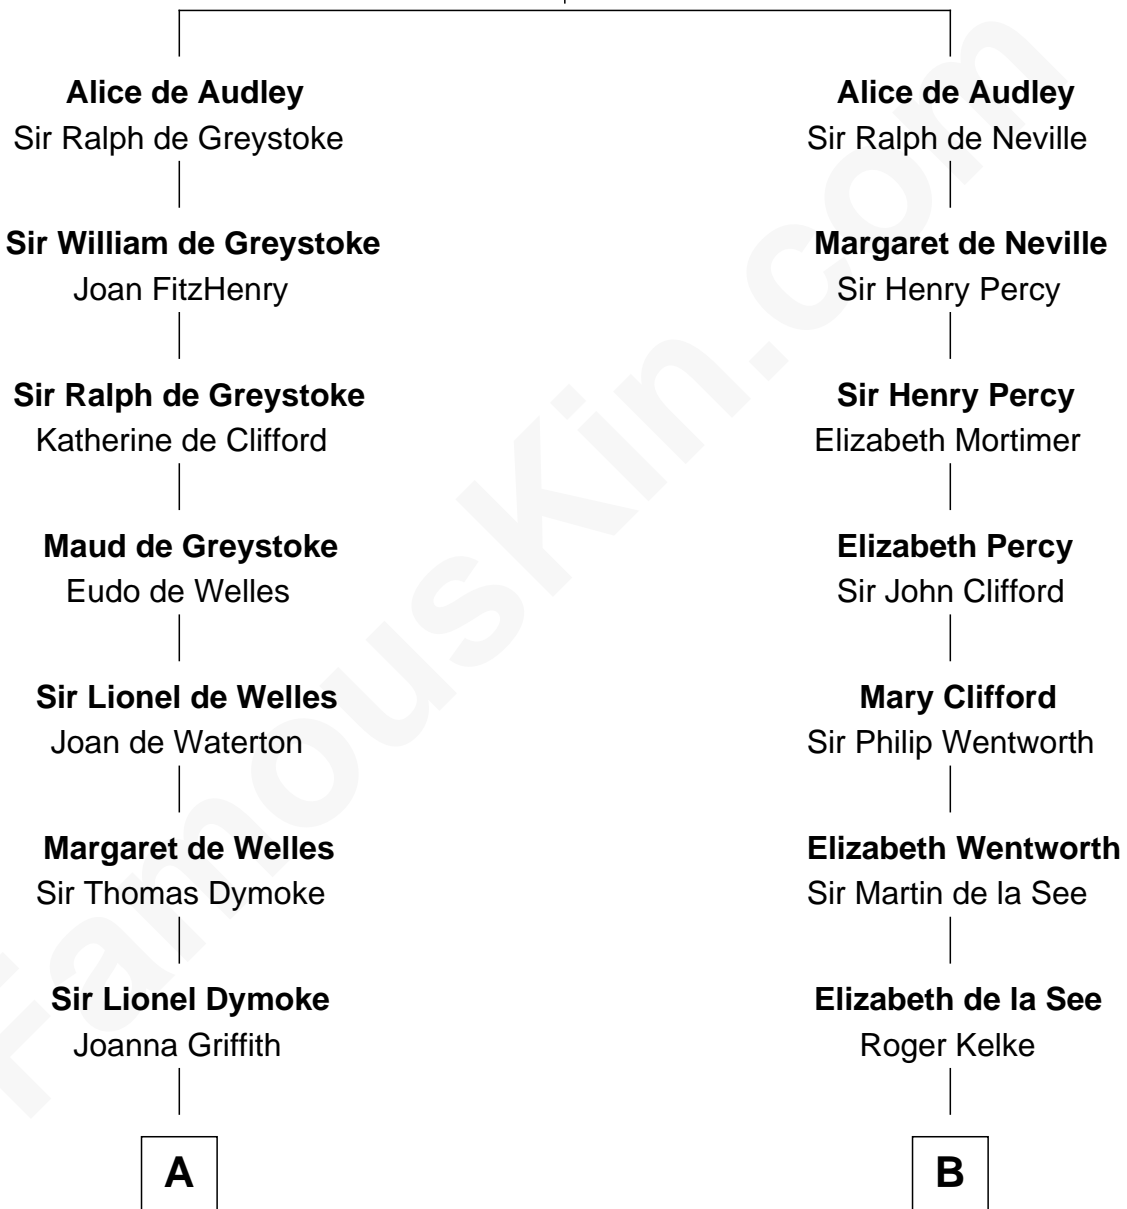 Alice de Audley
Sir Ralph de Greystoke
Sir William de Greystoke
Joan FitzHenry
Sir Ralph de Greystoke
Katherine de Clifford
Maud de Greystoke
Eudo de Welles
Sir Lionel de Welles
Joan de Waterton
Margaret de Welles
Sir Thomas Dymoke
Sir Lionel Dymoke
Joanna Griffith
A
Alice de Audley
Sir Ralph de Neville
Margaret de Neville
Sir Henry Percy
Sir Henry Percy
Elizabeth Mortimer
Elizabeth Percy
Sir John Clifford
Mary Clifford
Sir Philip Wentworth
Elizabeth Wentworth
Sir Martin de la See
Elizabeth de la See
Roger Kelke
B
FamousKin.com